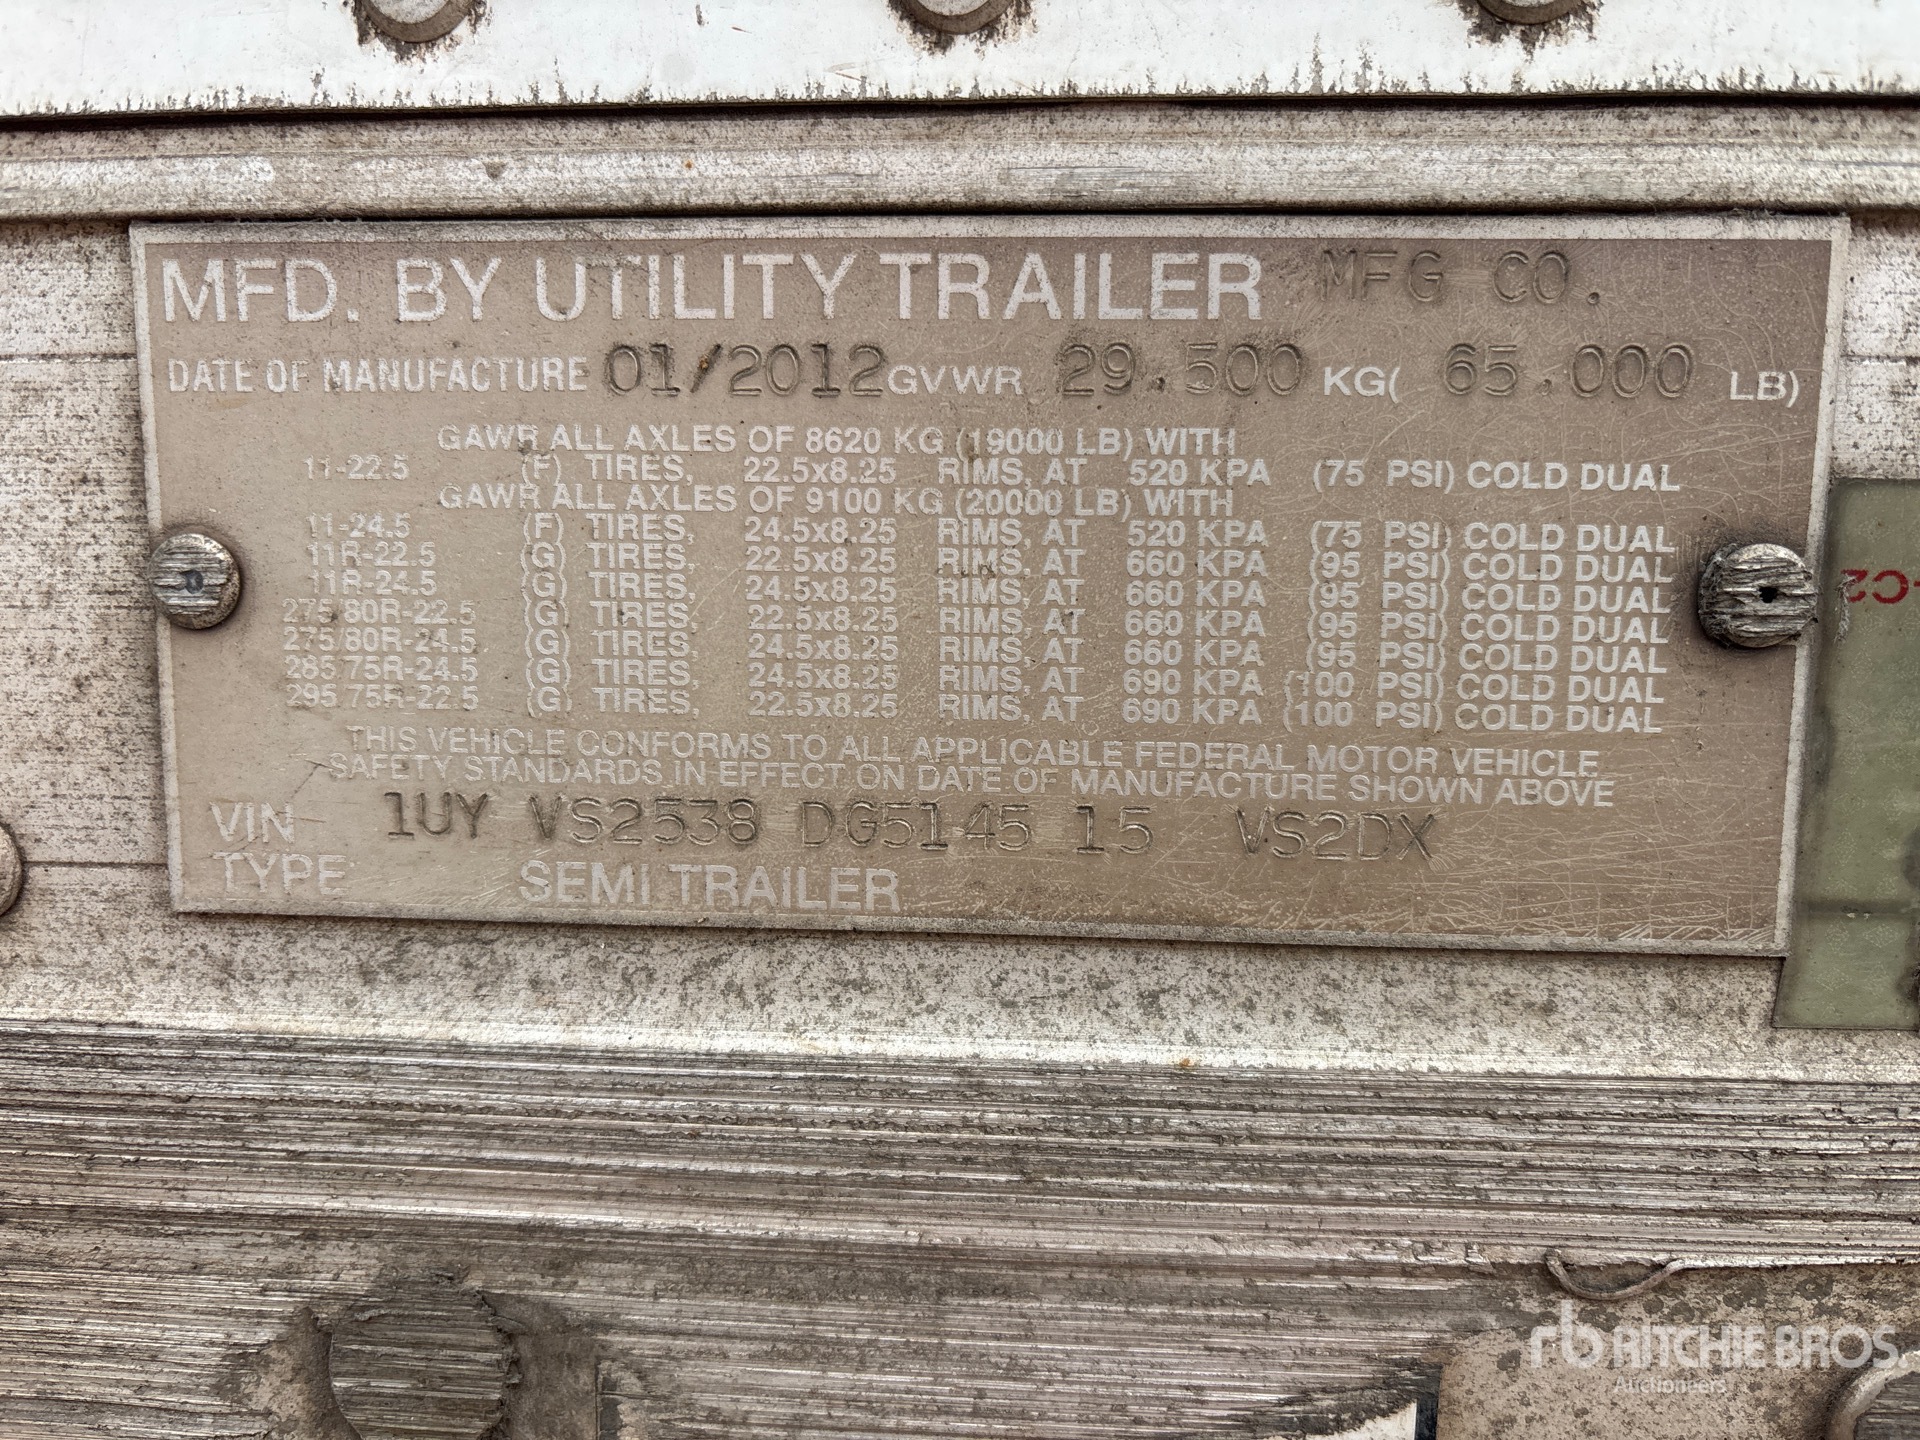 MFD. BY UTILITY TRAILER MFG CO.
DATE OF MANUFACTURE 01/2012 GVWR 29.500 KG( 65.000 LB)
GAWR ALL AXLES OF 8620 KG (19000 LB) WITH
11-22.5 (F) TIRES, 22.5x8.25 RIMS, AT 520 KPA (75 PSI) COLD DUAL
GAWR ALL AXLES OF 9100 KG (20000 LB) WITH
11-24.5 (F) TIRES, 24.5x8.25 RIMS, AT 520 KPA (75 PSI) COLD DUAL
11R-22.5 (G) TIRES, 22.5x8.25 RIMS, AT 660 KPA (95 PSI) COLD DUAL
11R-24.5 (G) TIRES, 24.5x8.25 RIMS, AT 660 KPA (95 PSI) COLD DUAL
275/80R-22.5 (G) TIRES, 22.5x8.25 RIMS, AT 660 KPA (95 PSI) COLD DUAL
275/80R-24.5 (G) TIRES, 24.5x8.25 RIMS, AT 660 KPA (95 PSI) COLD DUAL
285/75R-24.5 (G) TIRES, 24.5x8.25 RIMS, AT 690 KPA (100 PSI) COLD DUAL
295/75R-22.5 (G) TIRES, 22.5x8.25 RIMS, AT 690 KPA (100 PSI) COLD DUAL
THIS VEHICLE CONFORMS TO ALL APPLICABLE FEDERAL MOTOR VEHICLE
SAFETY STANDARDS IN EFFECT ON DATE OF MANUFACTURE SHOWN ABOVE
VIN 1UY VS2538 DG5145 15 VS2DX
TYPE SEMI TRAILER
rb RITCHIE BROS.
Auctioneers